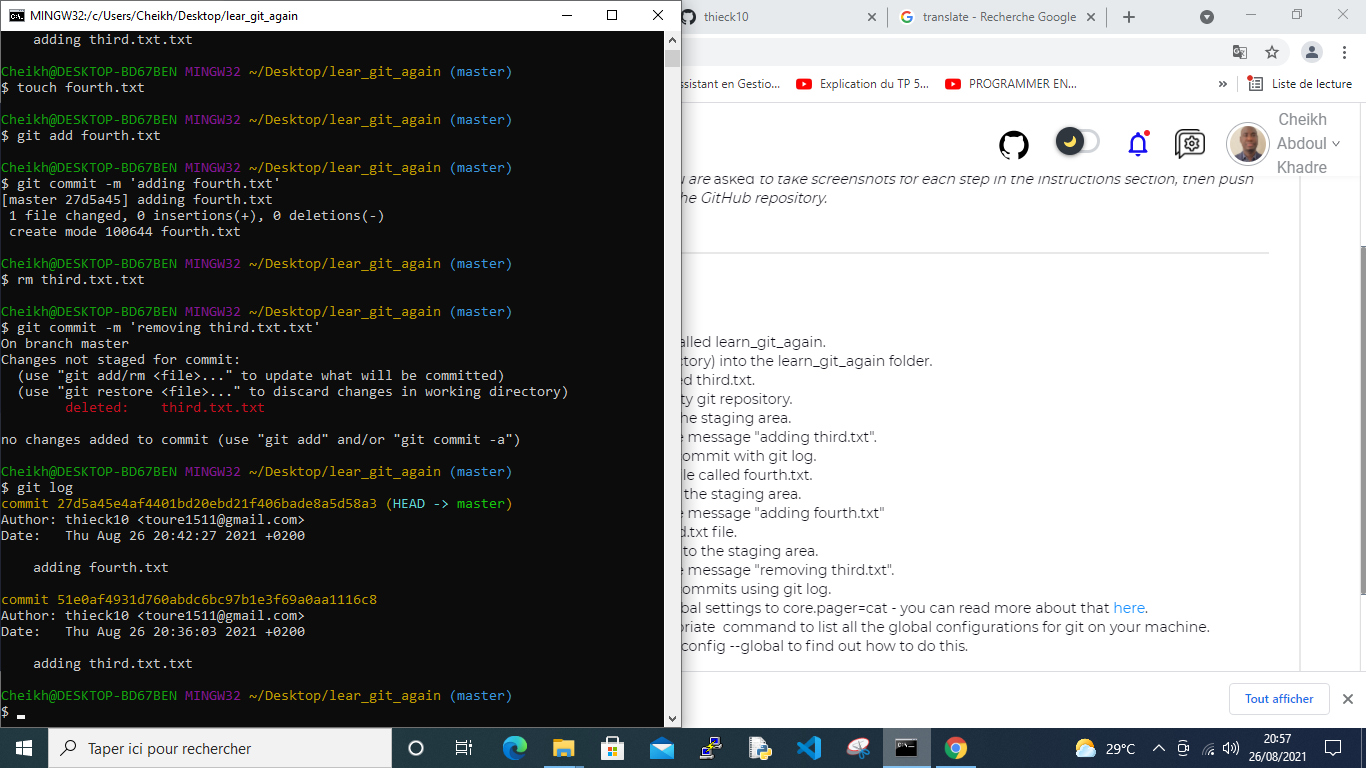 MINGW32:/c/Users/Cheikh/Desktop/lear_git_again
adding third.txt.txt
Cheikh@DESKTOP-BD67BEN MINGW32 ~/Desktop/lear_git_again (master)
$ touch fourth.txt
Cheikh@DESKTOP-BD67BEN MINGW32 ~/Desktop/lear_git_again (master)
$ git add fourth.txt
Cheikh@DESKTOP-BD67BEN MINGW32 ~/Desktop/lear_git_again (master)
$ git commit -m 'adding fourth.txt'
[master 27d5a45] adding fourth.txt
1 file changed, 0 insertions(+), 0 deletions(-)
create mode 100644 fourth.txt
Cheikh@DESKTOP-BD67BEN MINGW32 ~/Desktop/lear_git_again (master)
$ rm third.txt.txt
Cheikh@DESKTOP-BD67BEN MINGW32 ~/Desktop/lear_git_again (master)
$ git commit -m 'removing third.txt.txt'
On branch master
Changes not staged for commit:
(use "git add/rm <file>..." to update what will be committed)
(use "git restore <file>..." to discard changes in working directory)
deleted: third.txt.txt
no changes added to commit (use "git add" and/or "git commit -a")
Cheikh@DESKTOP-BD67BEN MINGW32 ~/Desktop/lear_git_again (master)
$ git log
commit 27d5a45e4af4401bd20ebd21f406bade8a5d58a3 (HEAD -> master)
Author: thieck10 <toure1511@gmail.com>
Date: Thu Aug 26 20:42:27 2021 +0200
adding fourth.txt
commit 51e0af4931d760abdc6bc97b1e3f69a0aa1116c8
Author: thieck10 <toure1511@gmail.com>
Date: Thu Aug 26 20:36:03 2021 +0200
adding third.txt.txt
Cheikh@DESKTOP-BD67BEN MINGW32 ~/Desktop/lear_git_again (master)
$
thieck10
translate - Recherche Google
ssistant en Gestio...
Explication du TP 5...
PROGRAMMER EN...
»
Liste de lecture
Cheikh
Abdoul
Khadre
are asked to take screenshots for each step in the instructions section, then push
he GitHub repository.
alled learn_git_again.
ctory) into the learn_git_again folder.
ed third.txt.
ty git repository.
he staging area.
e message "adding third.txt".
commit with git log.
le called fourth.txt.
the staging area.
e message "adding fourth.txt"
d.txt file.
to the staging area.
e message "removing third.txt".
commits using git log.
bal settings to core.pager=cat - you can read more about that here.
priate command to list all the global configurations for git on your machine.
config --global to find out how to do this.
Tout afficher
Taper ici pour rechercher
29°C
20:57
26/08/2021